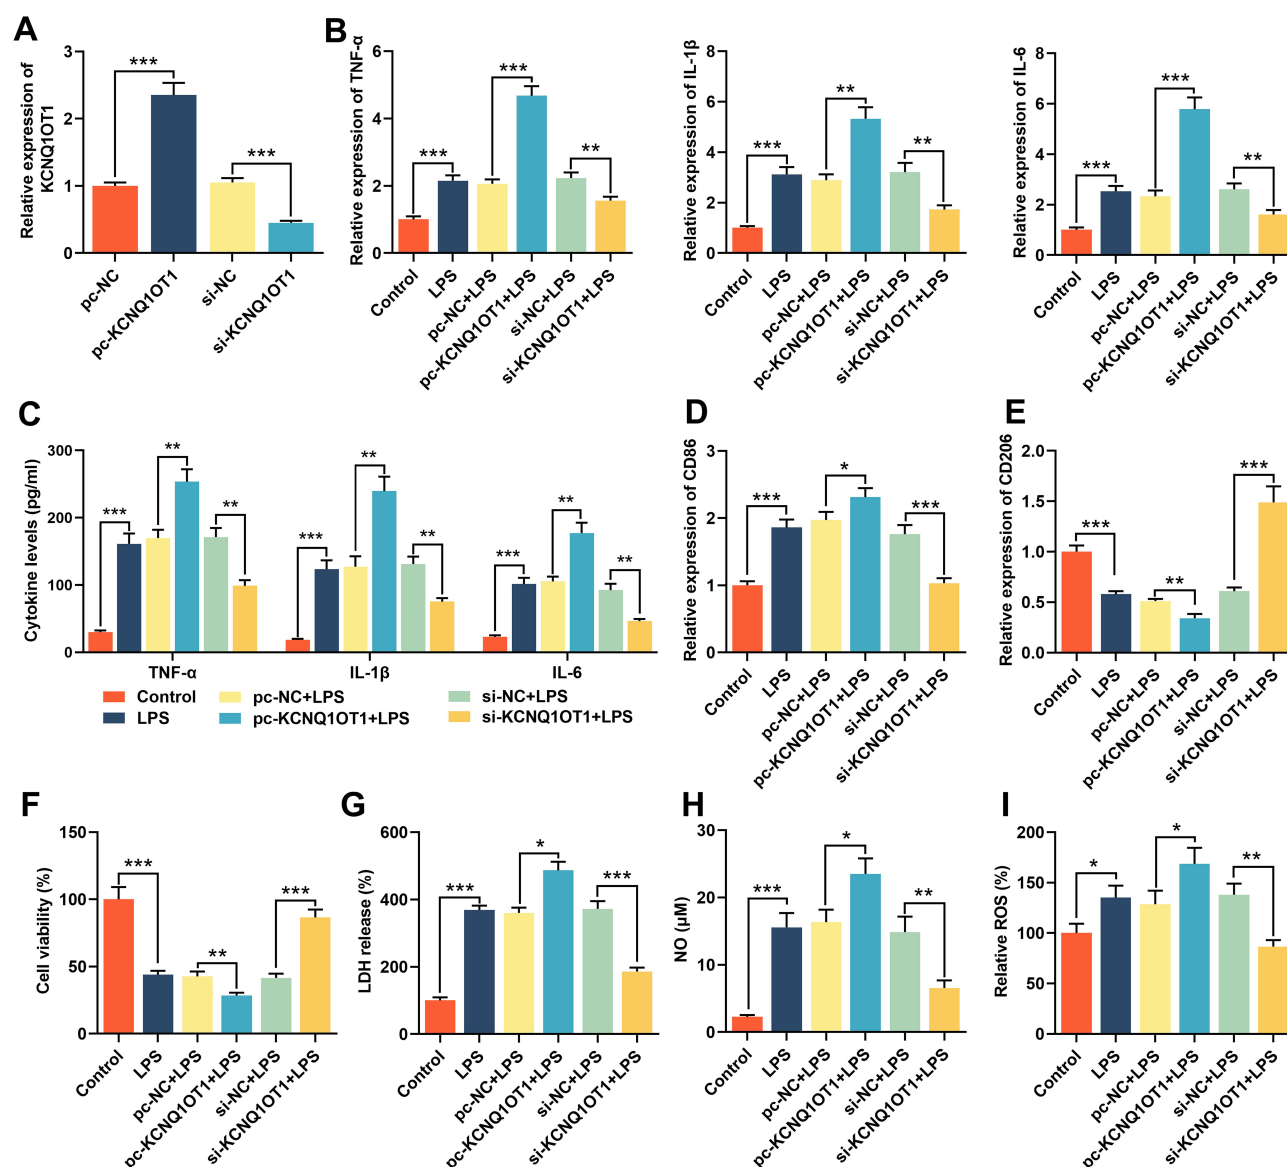 A
Relative expression of
KCNQ1OT1
3
2
1
0
***
***
pc-NC
pc-KCNQ1OT1
si-NC
si-KCNQ1OT1
B
Relative expression of TNF-α
6
4
2
0
***
***
**
Control
LPS
pc-NC+LPS
pc-KCNQ1OT1+LPS
si-NC+LPS
si-KCNQ1OT1+LPS
Relative expression of IL-1β
8
6
4
2
0
***
**
**
Control
LPS
pc-NC+LPS
pc-KCNQ1OT1+LPS
si-NC+LPS
si-KCNQ1OT1+LPS
Relative expression of IL-6
8
6
4
2
0
***
***
**
Control
LPS
pc-NC+LPS
pc-KCNQ1OT1+LPS
si-NC+LPS
si-KCNQ1OT1+LPS
C
Cytokine levels (pg/ml)
300
200
100
0
***
**
**
***
**
**
***
**
**
TNF-α
IL-1β
IL-6
Control
pc-NC+LPS
si-NC+LPS
LPS
pc-KCNQ1OT1+LPS
si-KCNQ1OT1+LPS
D
Relative expression of CD86
3
2
1
0
***
*
***
Control
LPS
pc-NC+LPS
pc-KCNQ1OT1+LPS
si-NC+LPS
si-KCNQ1OT1+LPS
E
Relative expression of CD206
2.0
1.5
1.0
0.5
0.0
***
**
***
Control
LPS
pc-NC+LPS
pc-KCNQ1OT1+LPS
si-NC+LPS
si-KCNQ1OT1+LPS
F
Cell viability (%)
150
100
50
0
***
**
***
Control
LPS
pc-NC+LPS
pc-KCNQ1OT1+LPS
si-NC+LPS
si-KCNQ1OT1+LPS
G
LDH release (%)
600
400
200
0
***
*
***
Control
LPS
pc-NC+LPS
pc-KCNQ1OT1+LPS
si-NC+LPS
si-KCNQ1OT1+LPS
H
NO (μM)
30
20
10
0
***
*
**
Control
LPS
pc-NC+LPS
pc-KCNQ1OT1+LPS
si-NC+LPS
si-KCNQ1OT1+LPS
I
Relative ROS (%)
200
150
100
50
0
*
*
**
Control
LPS
pc-NC+LPS
pc-KCNQ1OT1+LPS
si-NC+LPS
si-KCNQ1OT1+LPS